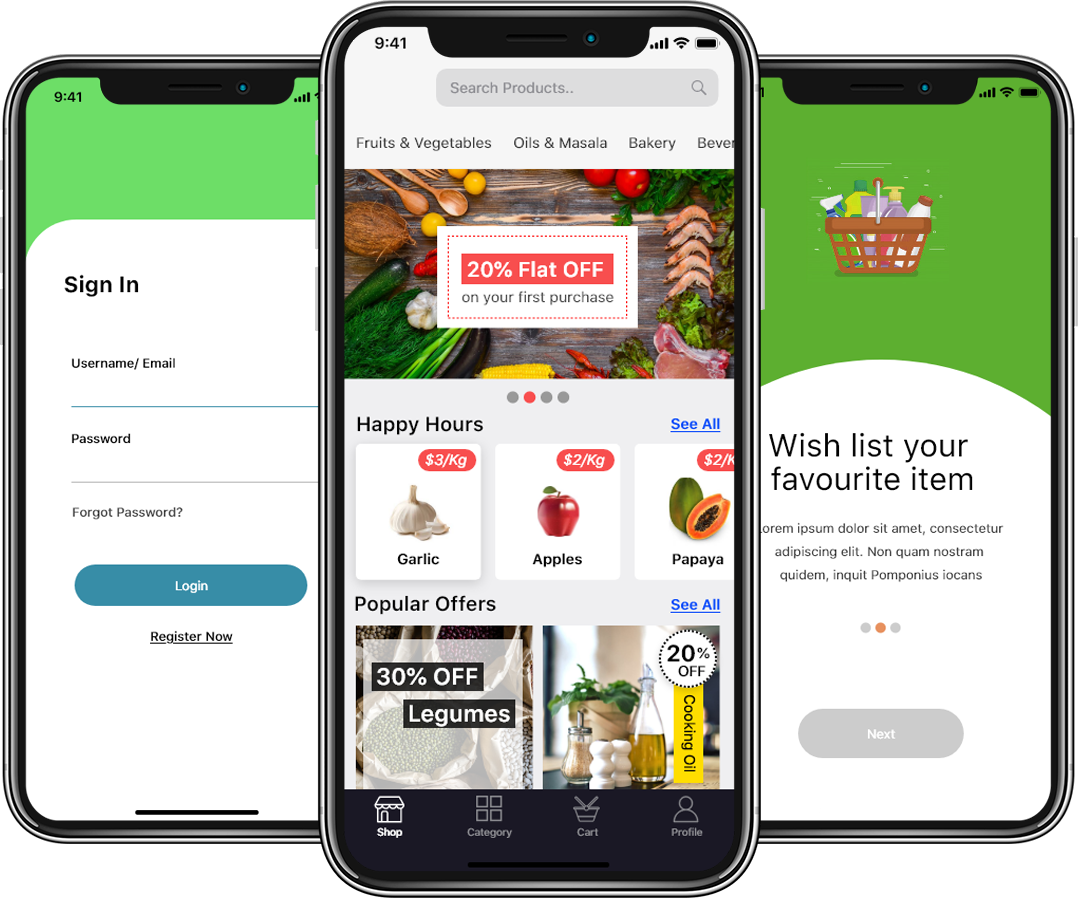 9:41
Sign In
Username/ Email
Password
Forgot Password?
Login
Register Now
9:41
Search Products..
Fruits & Vegetables Oils & Masala Bakery Bever
20% Flat OFF
on your first purchase
Happy Hours See All
$3/Kg $2/Kg $2/K
Garlic Apples Papaya
Popular Offers See All
30% OFF
Legumes
20%
OFF
Cooking Oil
Shop Category Cart Profile
Wish list your
favourite item
Lorem ipsum dolor sit amet, consectetur
adipiscing elit. Non quam nostram
quidem, inquit Pomponius iocans
Next